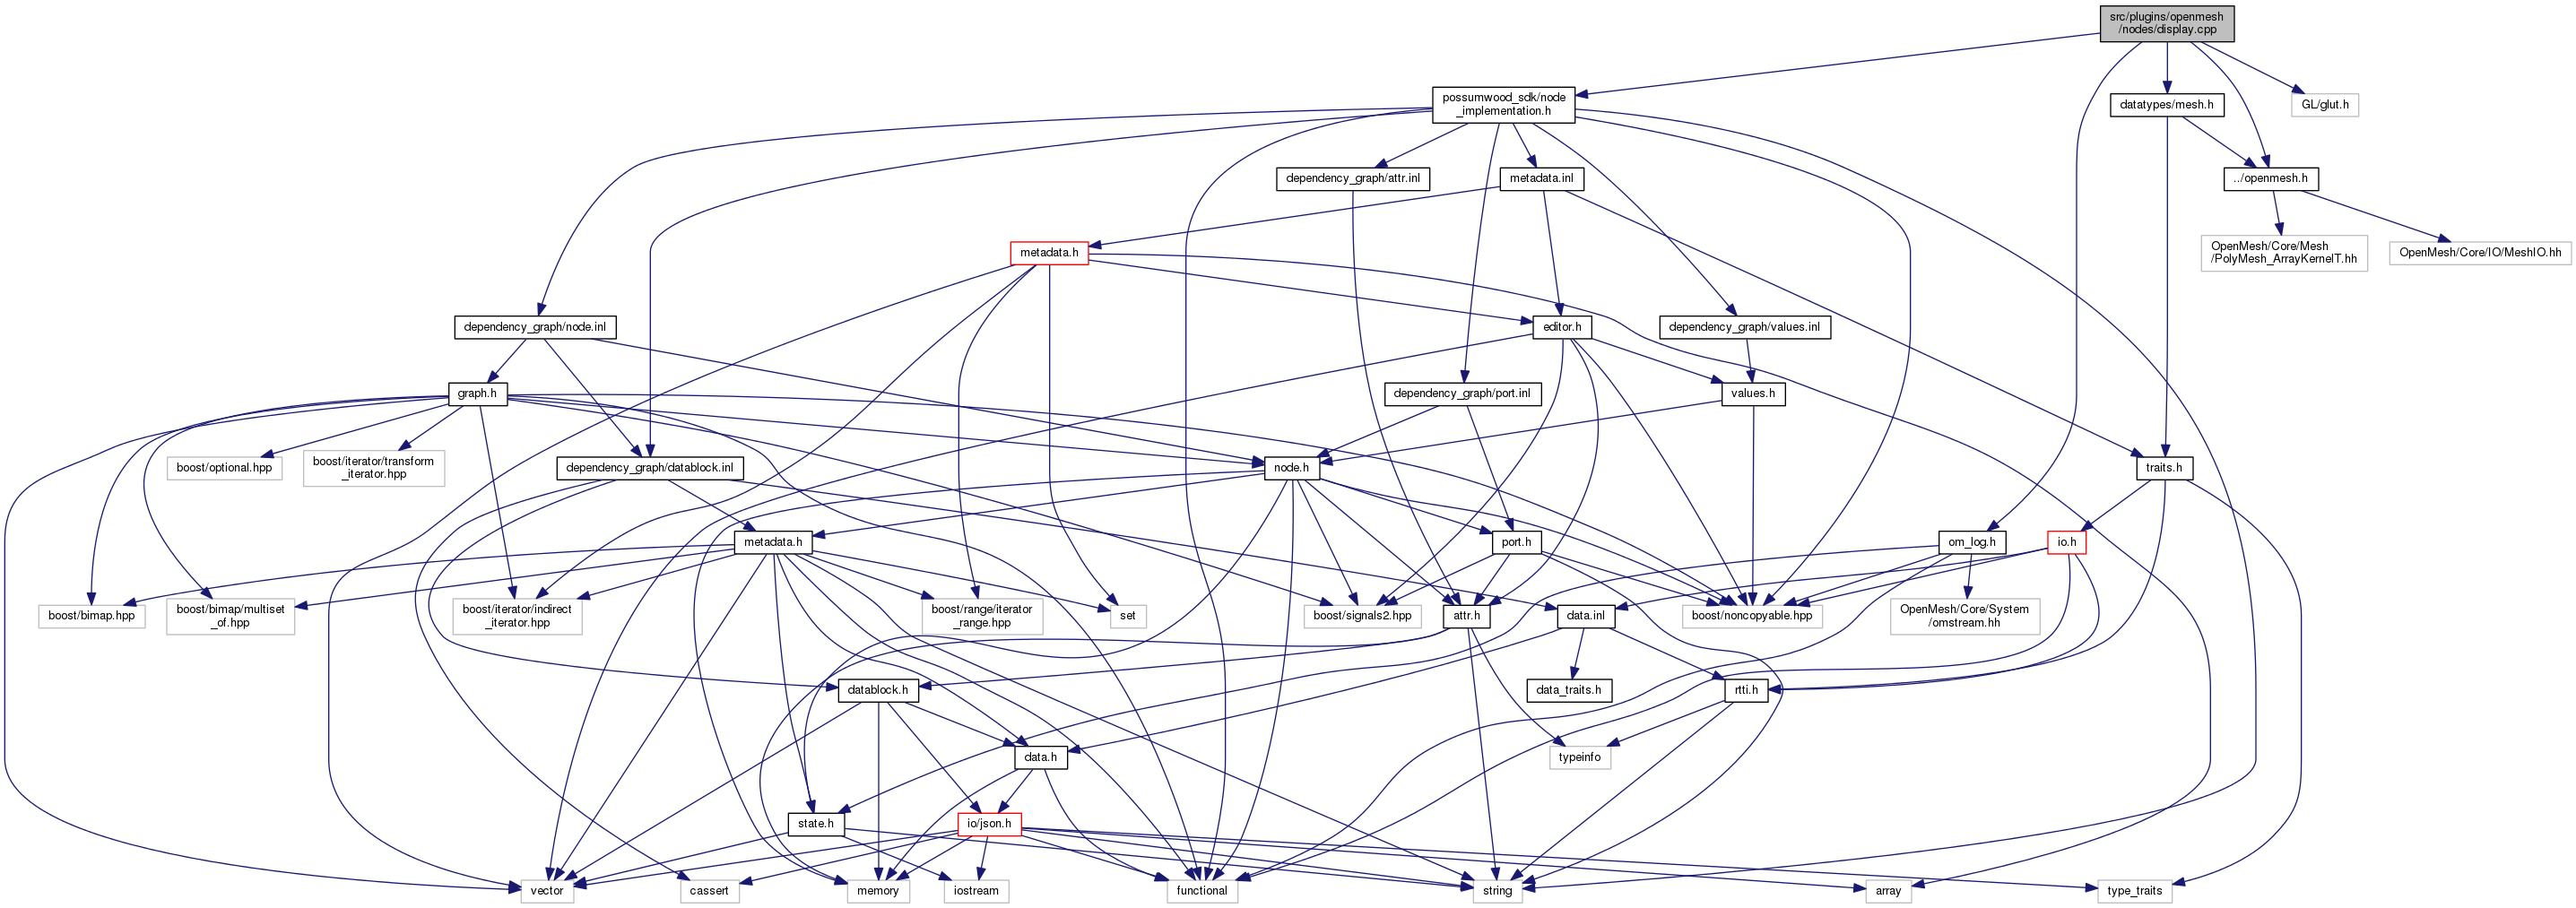 src/plugins/openmesh
/nodes/display.cpp
possumwood_sdk/node
_implementation.h
datatypes/mesh.h
GL/glut.h
dependency_graph/attr.inl
metadata.inl
../openmesh.h
metadata.h
OpenMesh/Core/Mesh
/PolyMesh_ArrayKernelT.hh
OpenMesh/Core/IO/MeshIO.hh
dependency_graph/node.inl
editor.h
dependency_graph/values.inl
graph.h
dependency_graph/port.inl
values.h
boost/optional.hpp
boost/iterator/transform
_iterator.hpp
dependency_graph/datablock.inl
node.h
traits.h
metadata.h
port.h
om_log.h
io.h
boost/bimap.hpp
boost/bimap/multiset
_of.hpp
boost/iterator/indirect
_iterator.hpp
boost/range/iterator
_range.hpp
set
boost/signals2.hpp
attr.h
data.inl
boost/noncopyable.hpp
OpenMesh/Core/System
/omstream.hh
datablock.h
data_traits.h
rtti.h
data.h
typeinfo
state.h
io/json.h
vector
cassert
memory
iostream
functional
string
array
type_traits